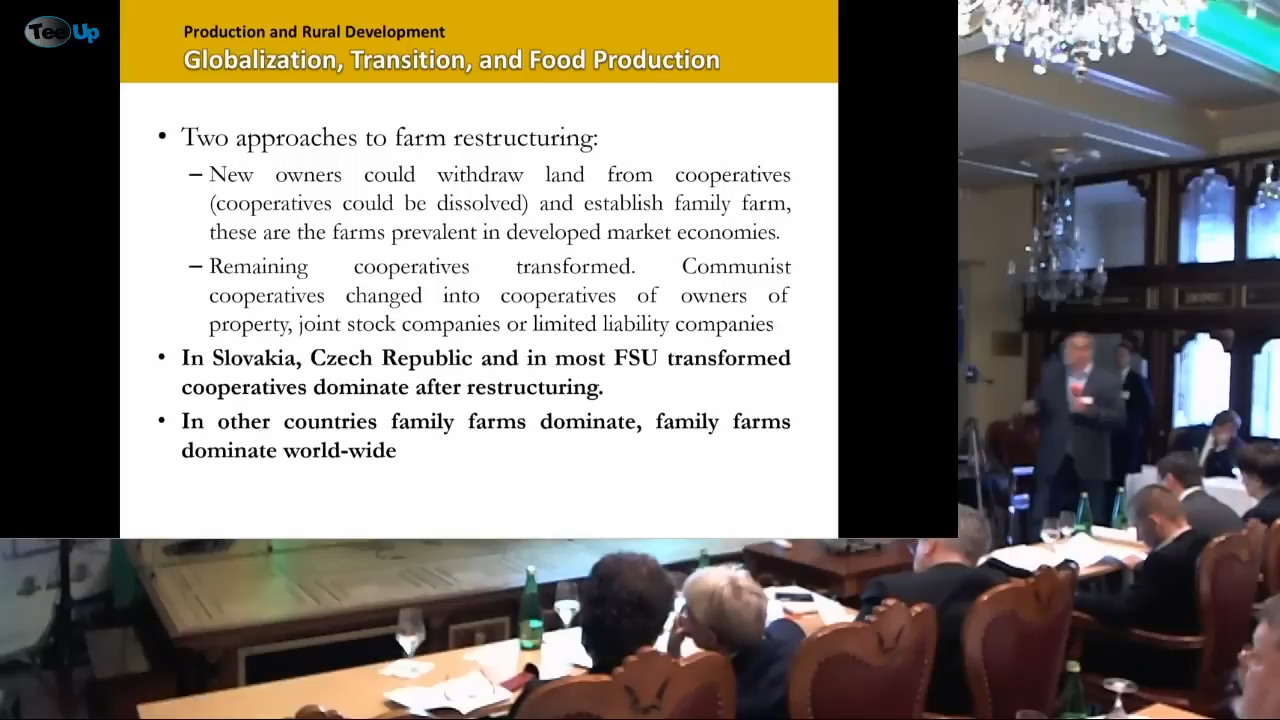 TeeUp
Production and Rural Development
Globalization, Transition, and Food Production
• Two approaches to farm restructuring:
– New owners could withdraw land from cooperatives
(cooperatives could be dissolved) and establish family farm,
these are the farms prevalent in developed market economies.
– Remaining cooperatives transformed. Communist
cooperatives changed into cooperatives of owners of
property, joint stock companies or limited liability companies
• In Slovakia, Czech Republic and in most FSU transformed
cooperatives dominate after restructuring.
• In other countries family farms dominate, family farms
dominate world-wide